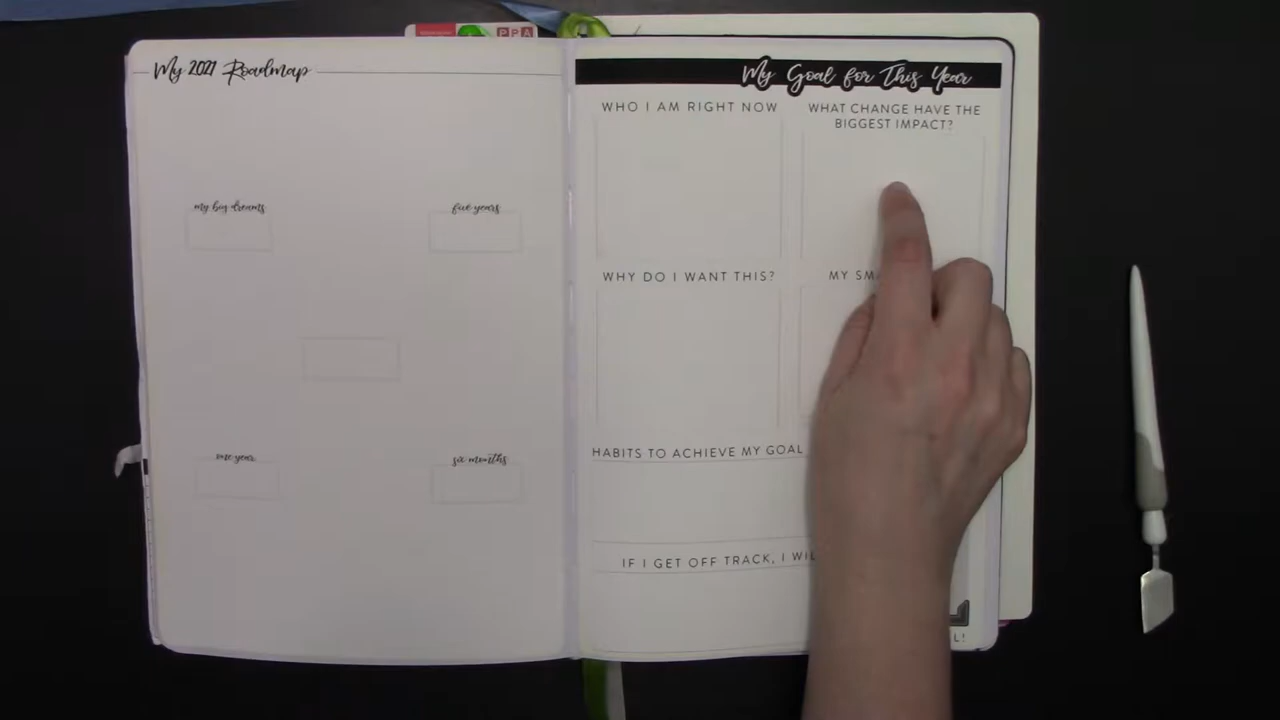 PPA
My 2021 Roadmap
my big dreams
five years
one year
six months
My Goal for This Year
WHO I AM RIGHT NOW
WHAT CHANGE HAVE THE
BIGGEST IMPACT?
WHY DO I WANT THIS?
MY SM
HABITS TO ACHIEVE MY GOAL
IF I GET OFF TRACK, I WIL
L!